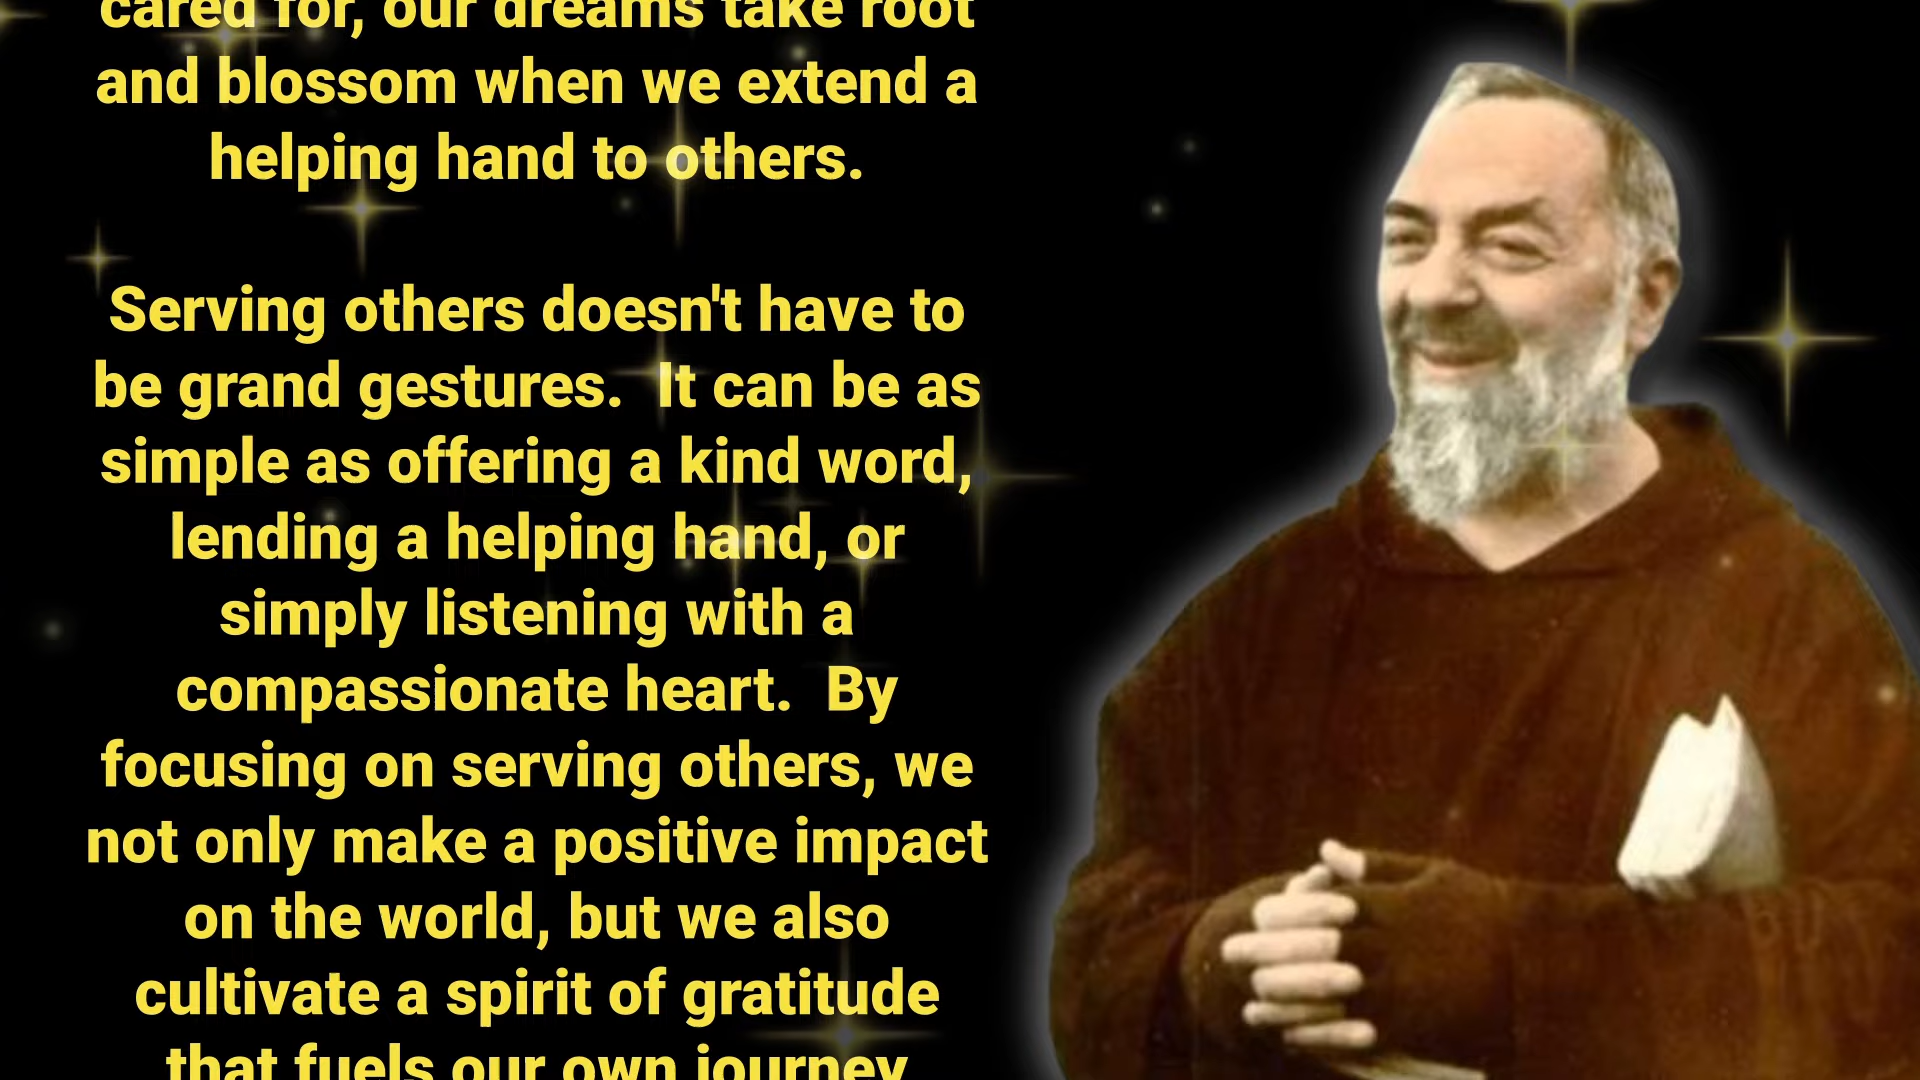 cared for, our dreams take root
and blossom when we extend a
helping hand to others.
Serving others doesn't have to
be grand gestures.  It can be as
simple as offering a kind word,
lending a helping hand, or
simply listening with a
compassionate heart.  By
focusing on serving others, we
not only make a positive impact
on the world, but we also
cultivate a spirit of gratitude
that fuels our own journey